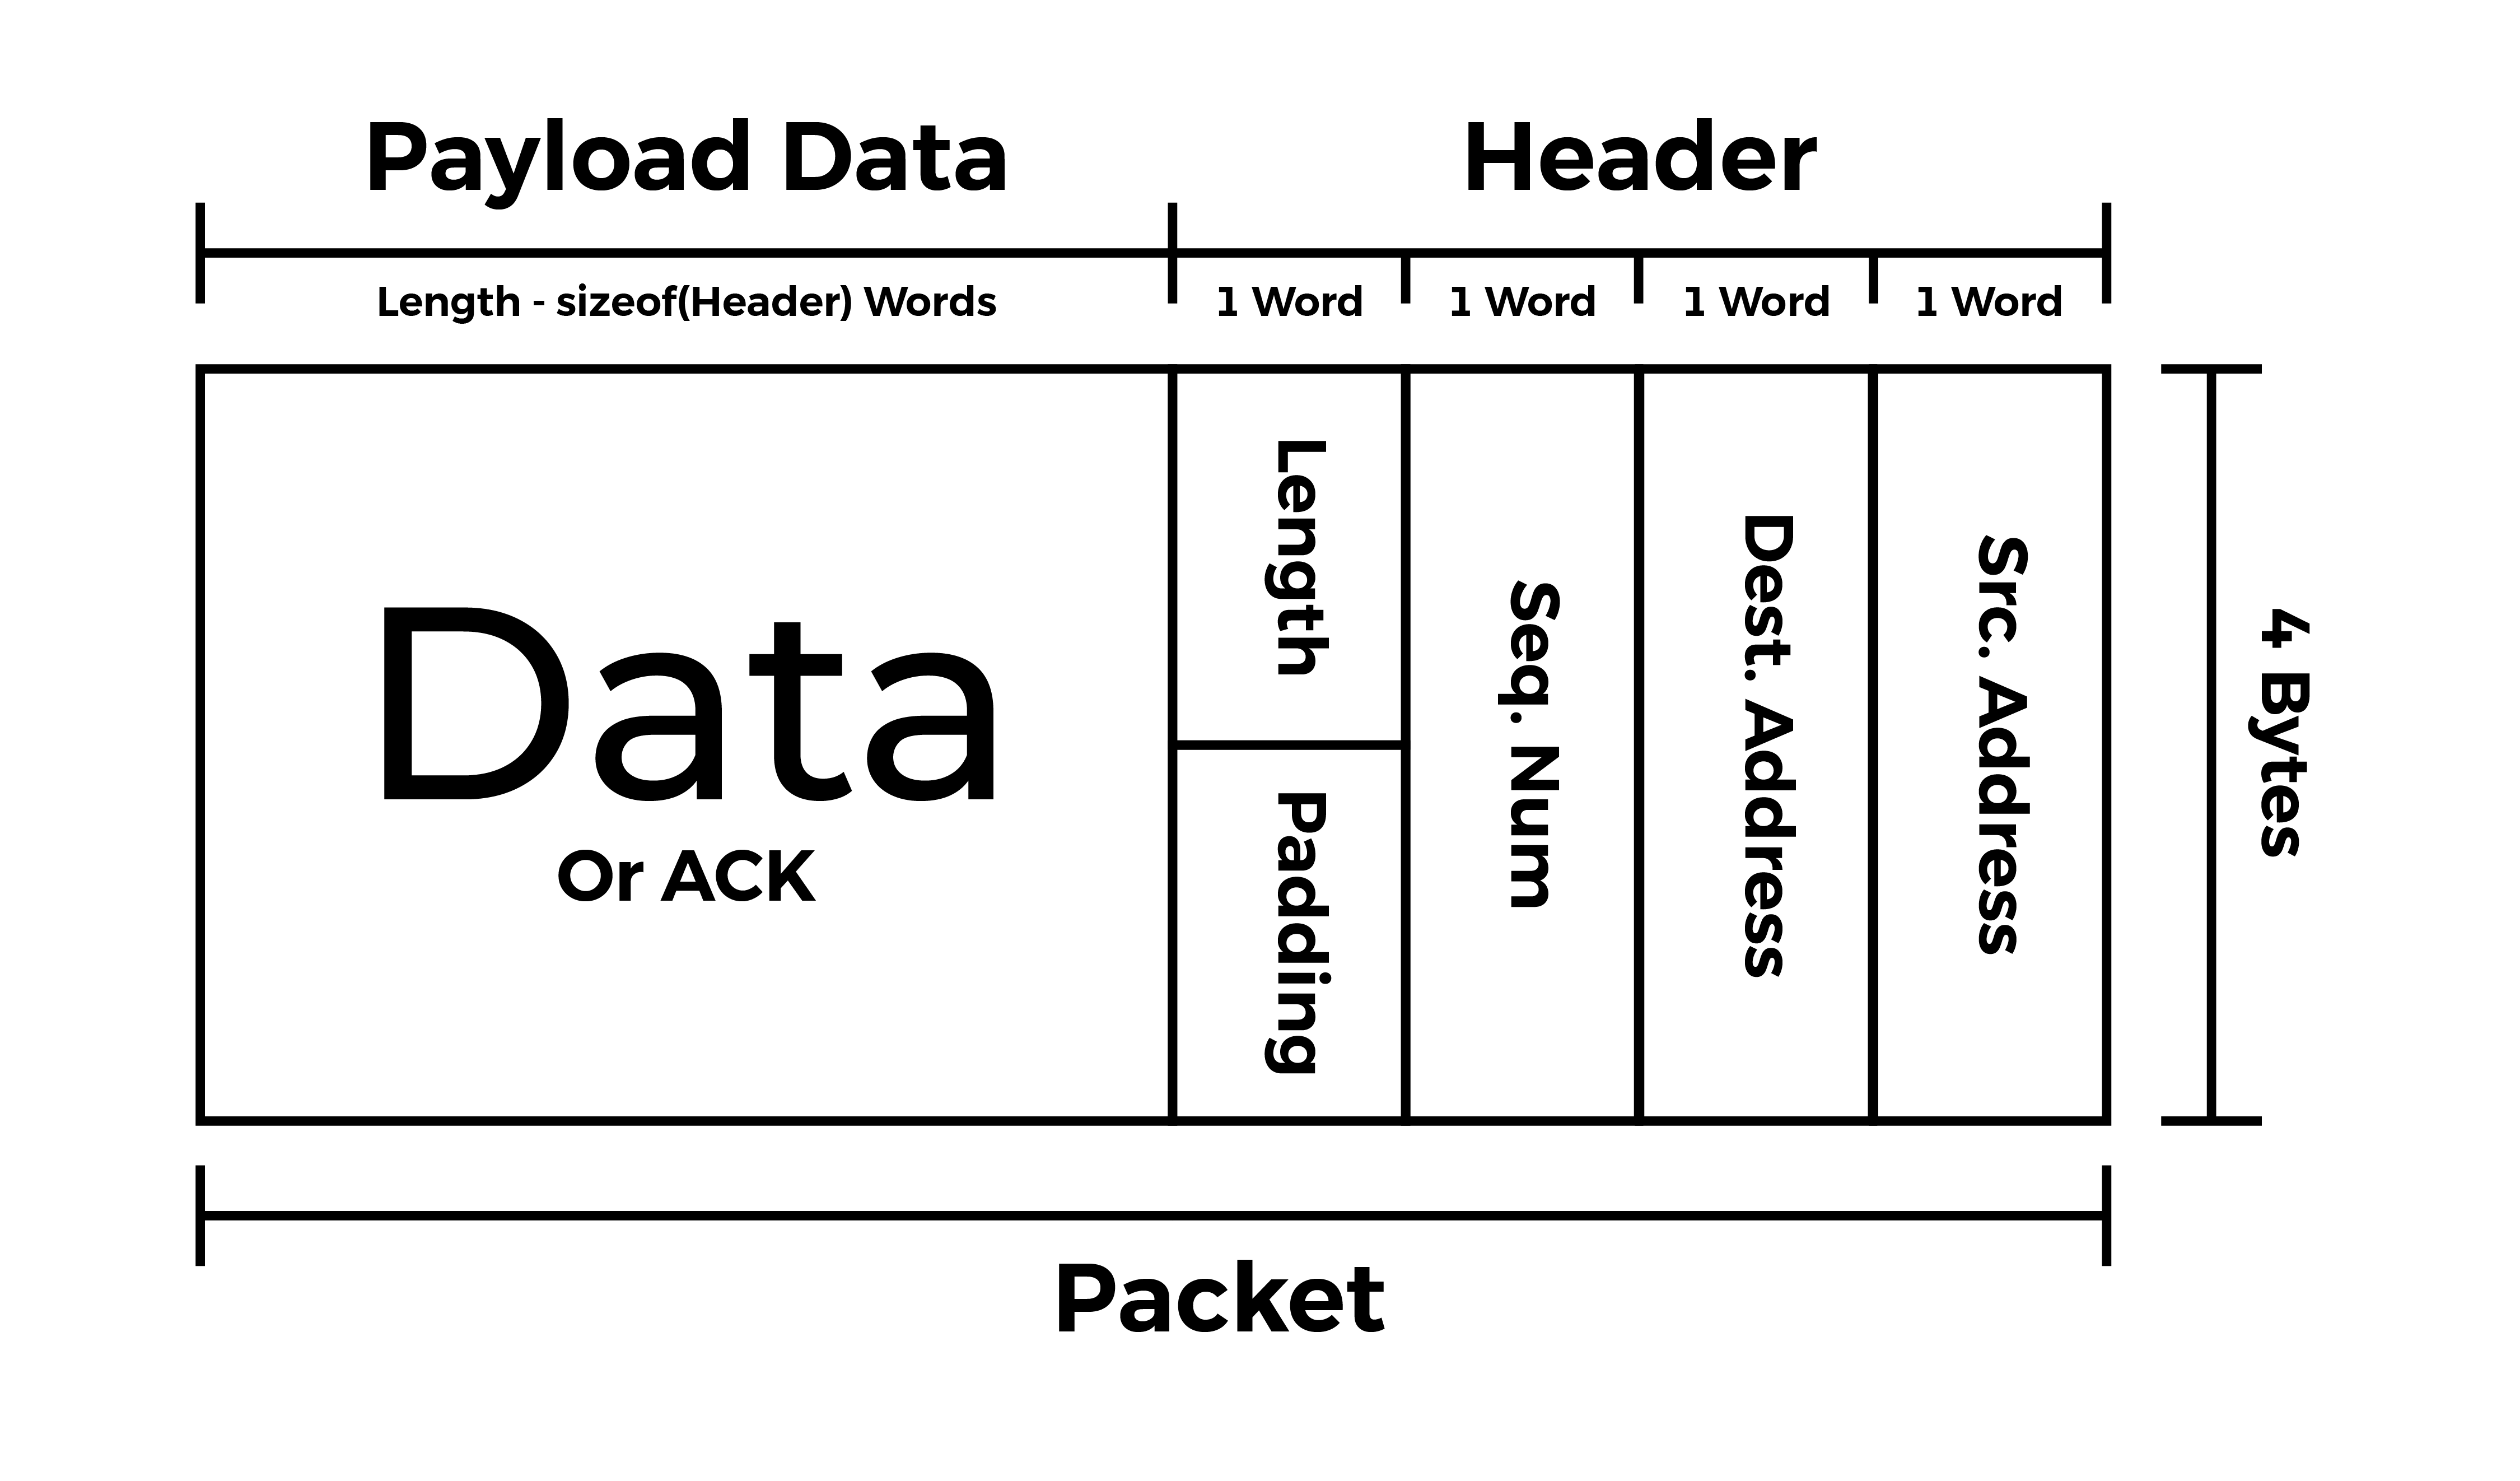 Payload Data
Header
Length - sizeof(Header) Words
1 Word
1 Word
1 Word
1 Word
Data
Or ACK
Length
Padding
Seq. Num
Dest. Address
Src. Address
4 Bytes
Packet